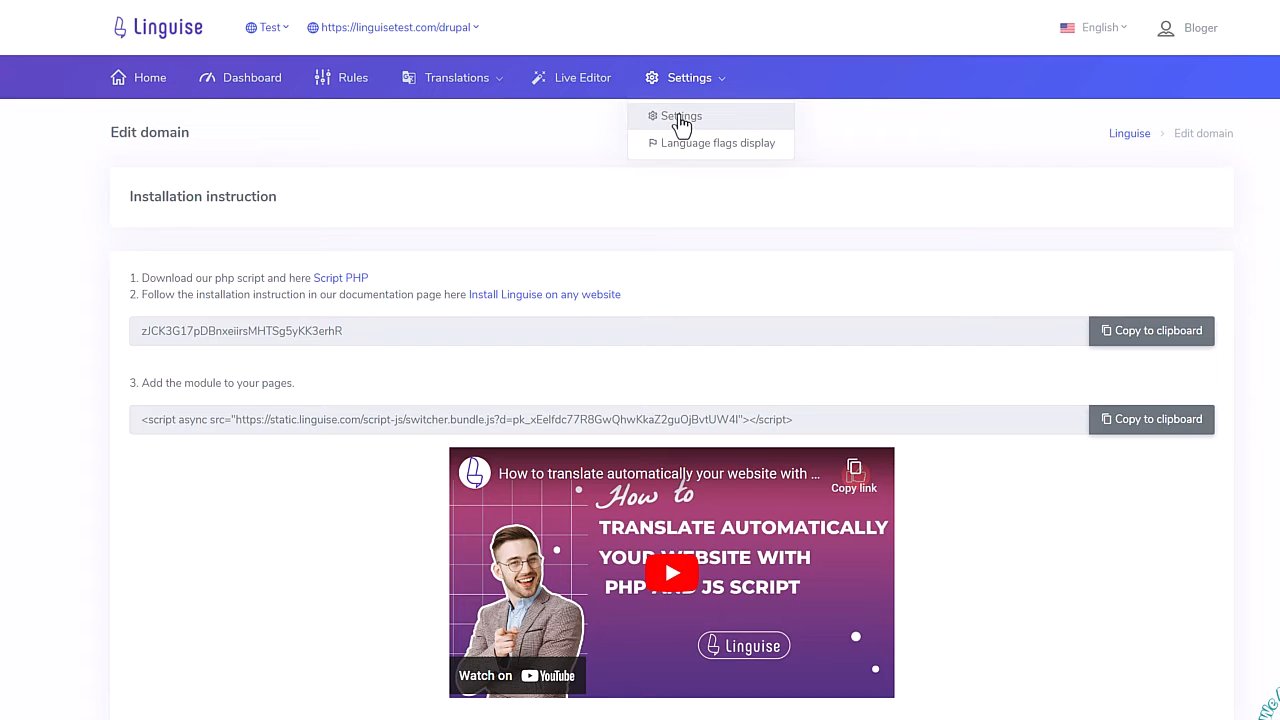 Linguise
Test
https://linguisetest.com/drupal
English
Bloger
Home
Dashboard
Rules
Translations
Live Editor
Settings
Settings
Language flags display
Edit domain
Linguise > Edit domain
Installation instruction
1. Download our php script and here Script PHP
2. Follow the installation instruction in our documentation page here Install Linguise on any website
zJCK3G17pDBnxeiirsMHTSg5yKK3erhR
Copy to clipboard
3. Add the module to your pages.
<script async src="https://static.linguise.com/script-js/switcher.bundle.js?d=pk_xEelfdc77R8GwQhwKkaZ2guOjBvtUW4l"></script>
Copy to clipboard
How to translate automatically your website with ...
Copy link
How to
TRANSLATE AUTOMATICALLY
YOUR WEBSITE WITH
PHP AND JS SCRIPT
Linguise
Watch on YouTube